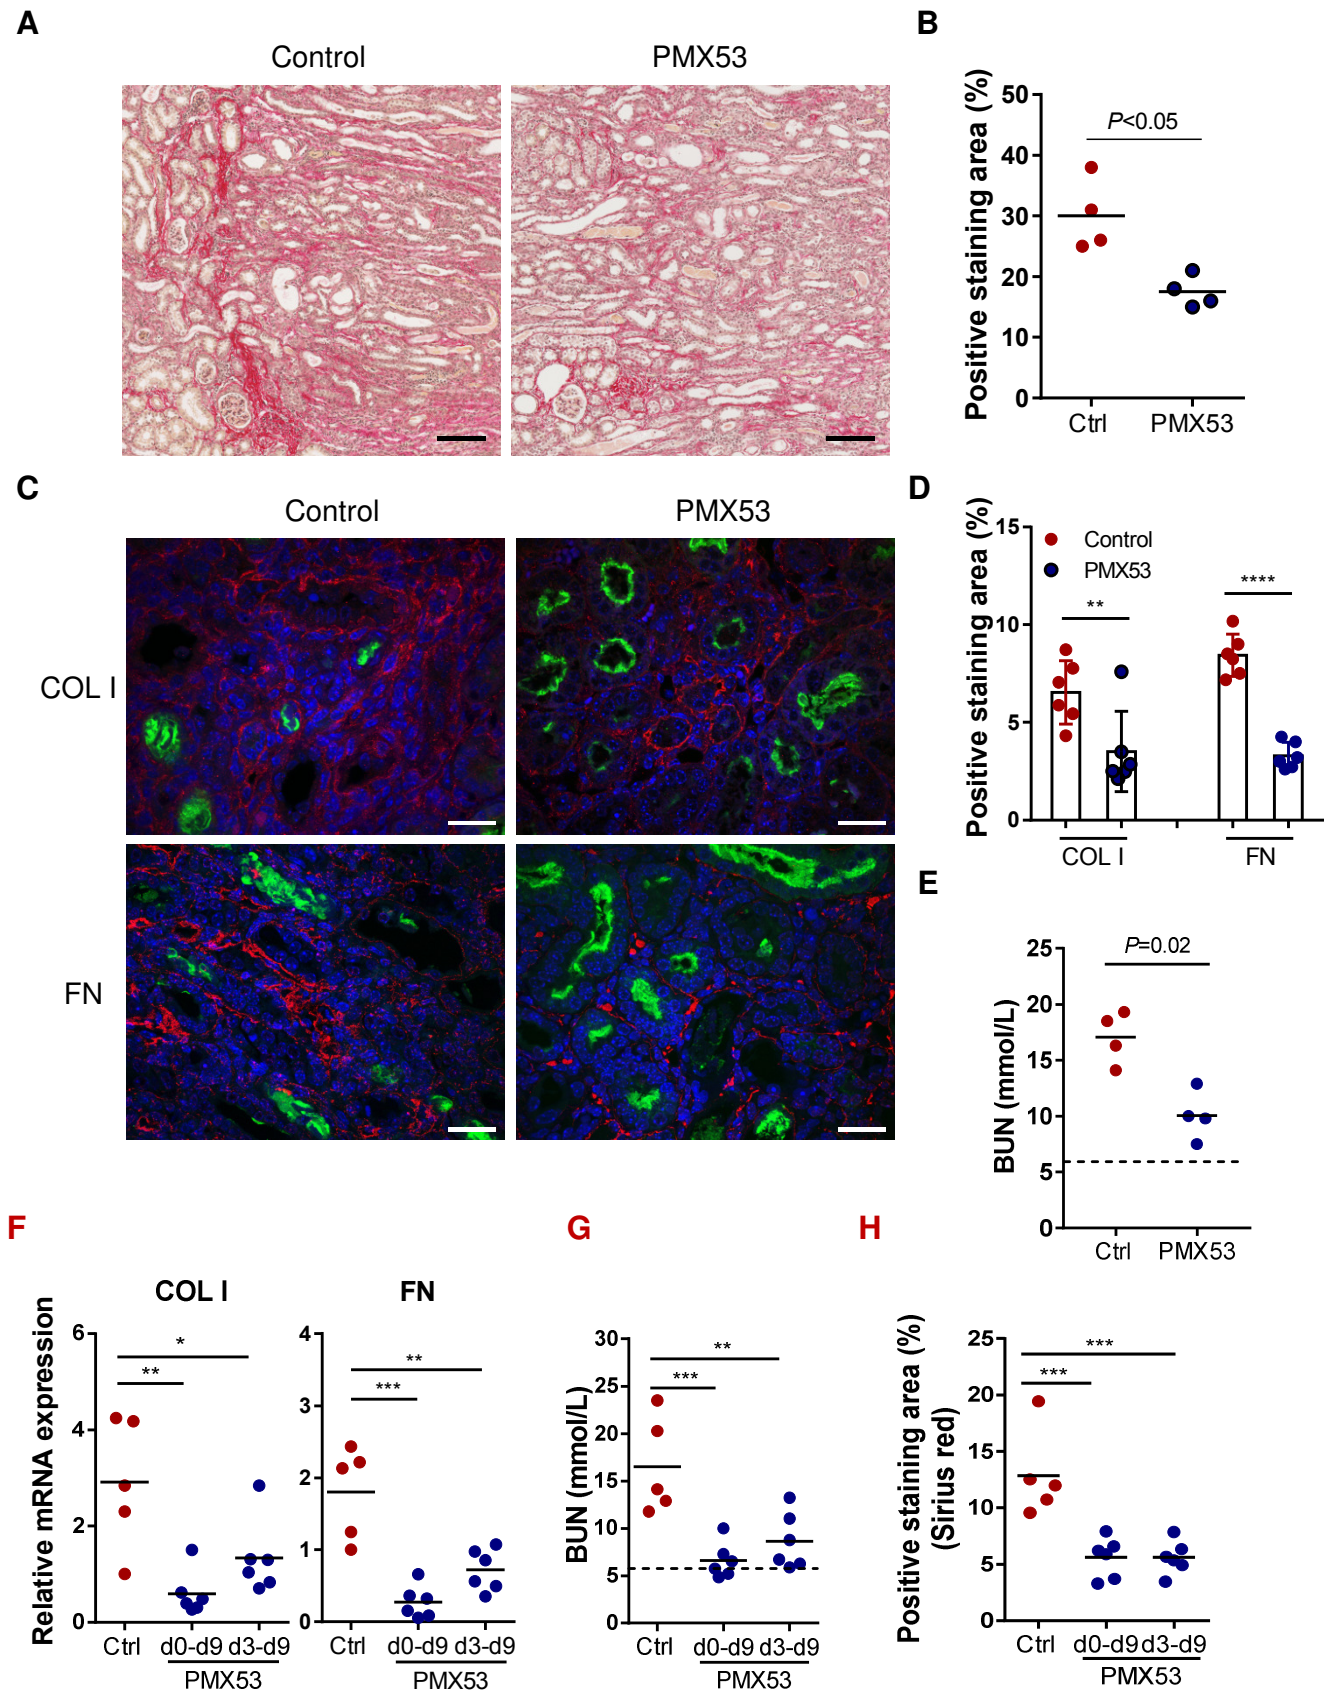 A
Control
PMX53
B
Positive staining area (%)
50
40
30
20
10
0
P<0.05
Ctrl
PMX53
C
Control
PMX53
COL I
FN
D
Positive staining area (%)
15
10
5
0
Control
PMX53
**
****
COL I
FN
E
BUN (mmol/L)
25
20
15
10
5
0
P=0.02
Ctrl
PMX53
F
Relative mRNA expression
COL I
6
4
2
0
*
**
Ctrl
d0-d9
d3-d9
PMX53
FN
4
3
2
1
0
**
***
Ctrl
d0-d9
d3-d9
PMX53
G
BUN (mmol/L)
30
25
20
15
10
5
0
**
***
Ctrl
d0-d9
d3-d9
PMX53
H
Positive staining area (%)
(Sirius red)
25
20
15
10
5
0
***
***
Ctrl
d0-d9
d3-d9
PMX53